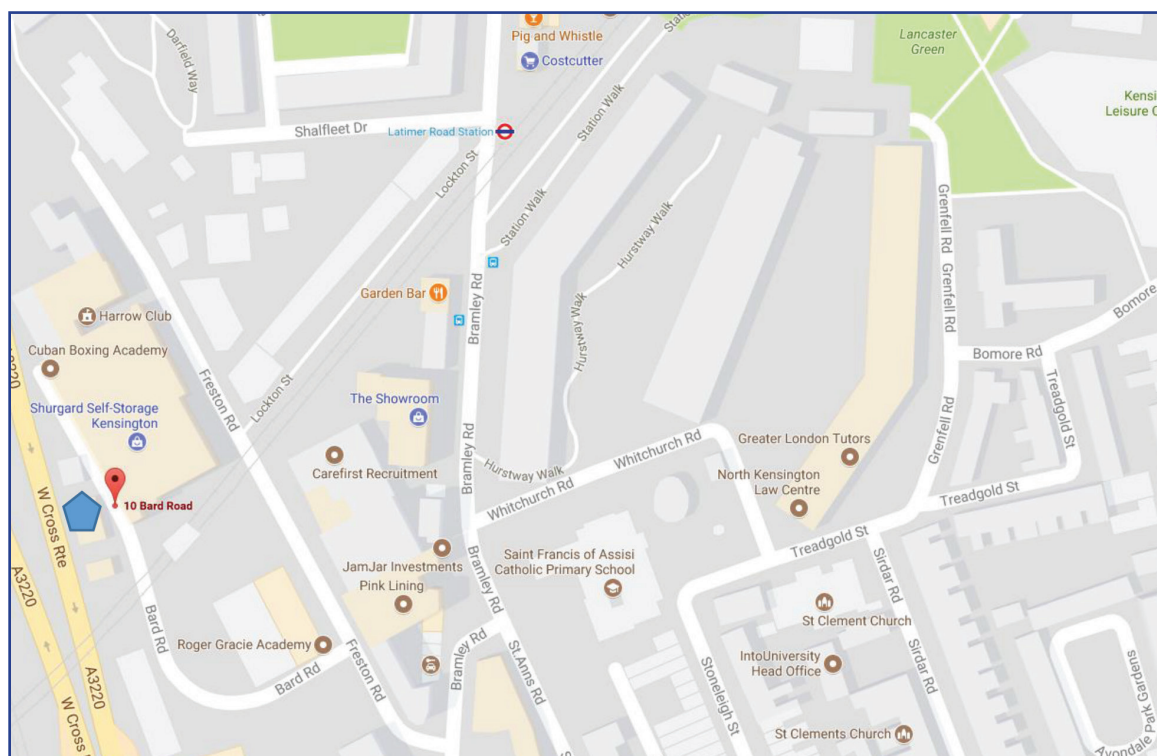 Pig and Whistle
Costcutter
Lancaster
Green
Darfield Way
Shalfleet Dr
Latimer Road Station
Lockton St
Station Walk
Station Walk
Kensi
Leisure C
Grenfell Rd
Grenfell Rd
Hurstway Walk
Garden Bar
Bramley Rd
Harrow Club
Cuban Boxing Academy
A3220
Freston Rd
Lockton St
Hurstway Walk
Bomore Rd
Bomore
Treadgold St
Shurgard Self-Storage
Kensington
The Showroom
Carefirst Recruitment
Bramley Rd
Hurstway Walk
Whitchurch Rd
Whitchurch Rd
Greater London Tutors
North Kensington
Law Centre
Grenfell Rd
Treadgold St
10 Bard Road
W Cross Rte
A3220
JamJar Investments
Pink Lining
Bramley Rd
Saint Francis of Assisi
Catholic Primary School
Treadgold St
Sirdar Rd
St Clement Church
Bard Rd
Roger Gracie Academy
Bard Rd
Freston Rd
Bramley Rd
St. Anns Rd
Stoneleigh St
IntoUniversity
Head Office
Sirdar Rd
A3220
W Cross
St Clements Church
Avondale Park Gardens